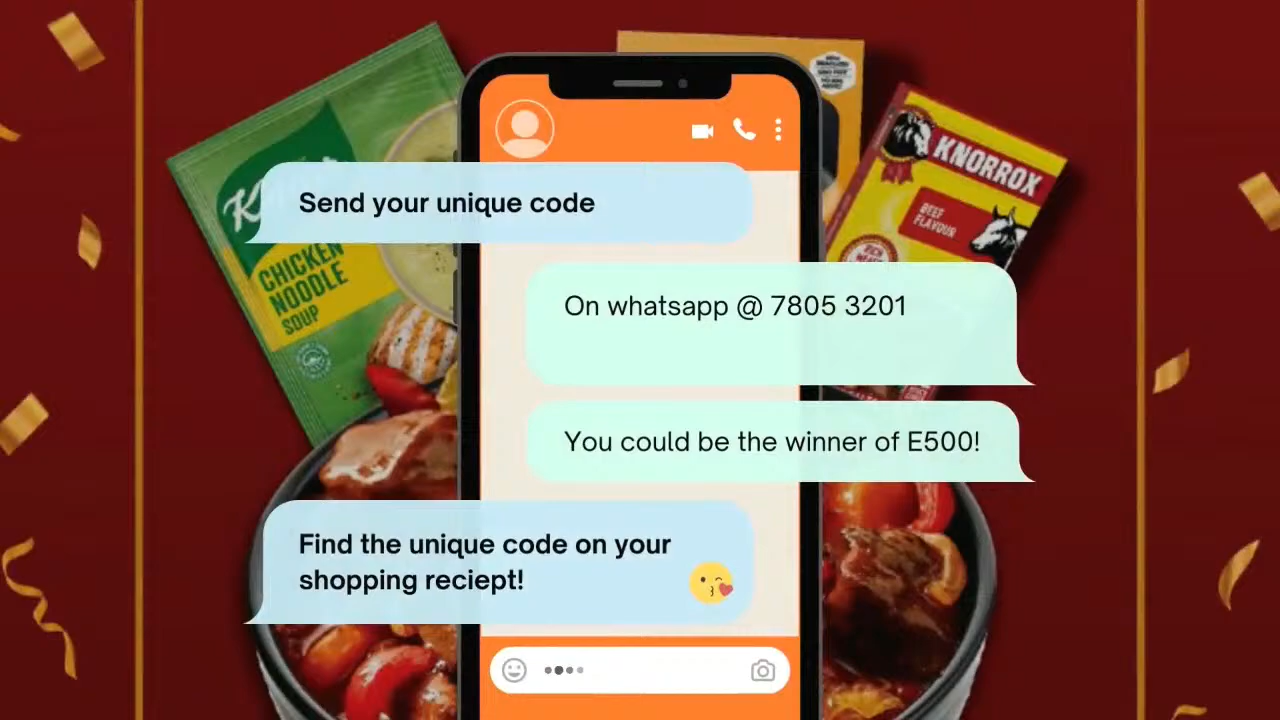 Send your unique code
On whatsapp @ 7805 3201
You could be the winner of E500!
Find the unique code on your
shopping reciept!
CHICKEN
NOODLE
SOUP
KNORROX
BEEF
FLAVOUR
RICH